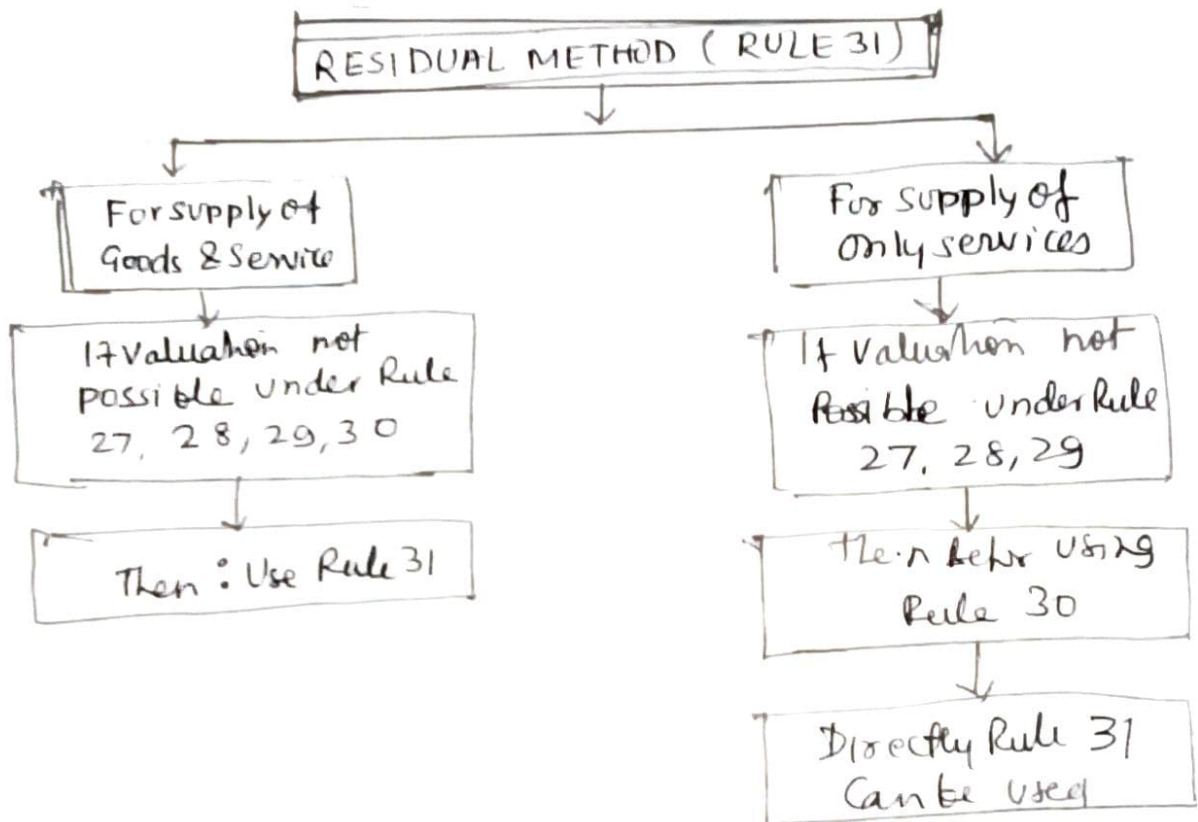 RESIDUAL METHOD ( RULE 31)
For supply of
Goods & Service
If Valuation not
possible under Rule
27, 28, 29, 30
Then : Use Rule 31
For supply of
only services
If Valuation not
Possible under Rule
27, 28, 29
then using
Rule 30
Directly Rule 31
Can be used